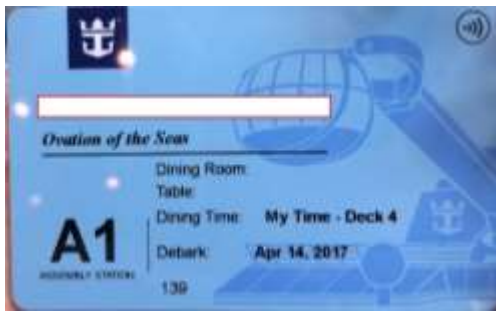 Ovation of the Seas
Dining Room:
Table:
Dining Time: My Time - Deck 4
A1
Debark: Apr 14, 2017
ASSEMBLY STATION
139